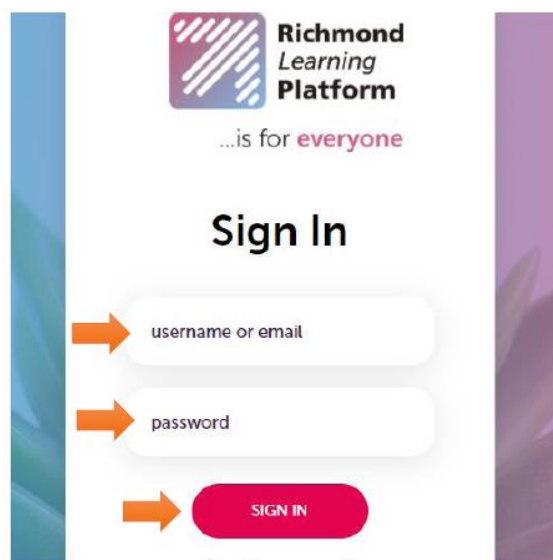 Richmond
Learning
Platform
...is for everyone
Sign In
username or email
password
SIGN IN